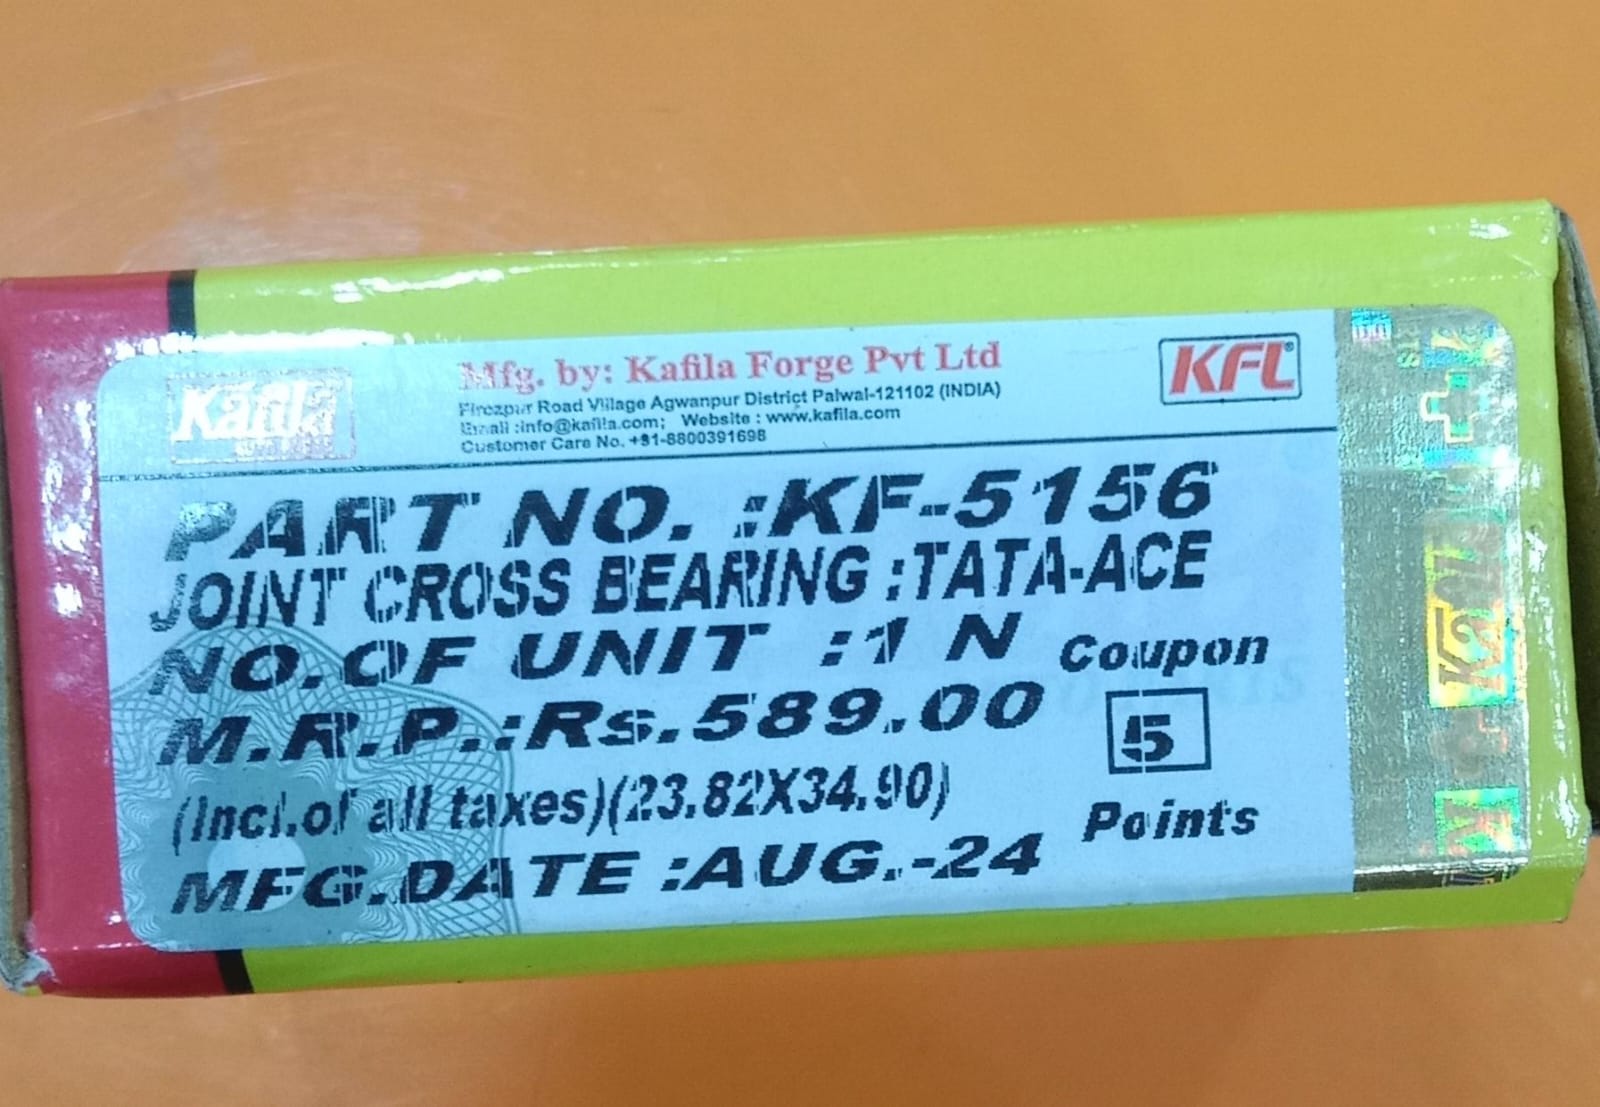 Kafila
Mfg. by: Kafila Forge Pvt Ltd
Firozpur Road Village Agwanpur District Palwal-121102 (INDIA)
Email :info@kafila.com; Website : www.kafila.com
Customer Care No. +91-8800391698
KFL®
PART NO. :KF-5156
JOINT CROSS BEARING :TATA-ACE
NO.OF UNIT :1 N
M.R.P.:Rs.589.00
(Incl.of all taxes)(23.82X34.90)
MFG.DATE :AUG.-24
Coupon
5
Points